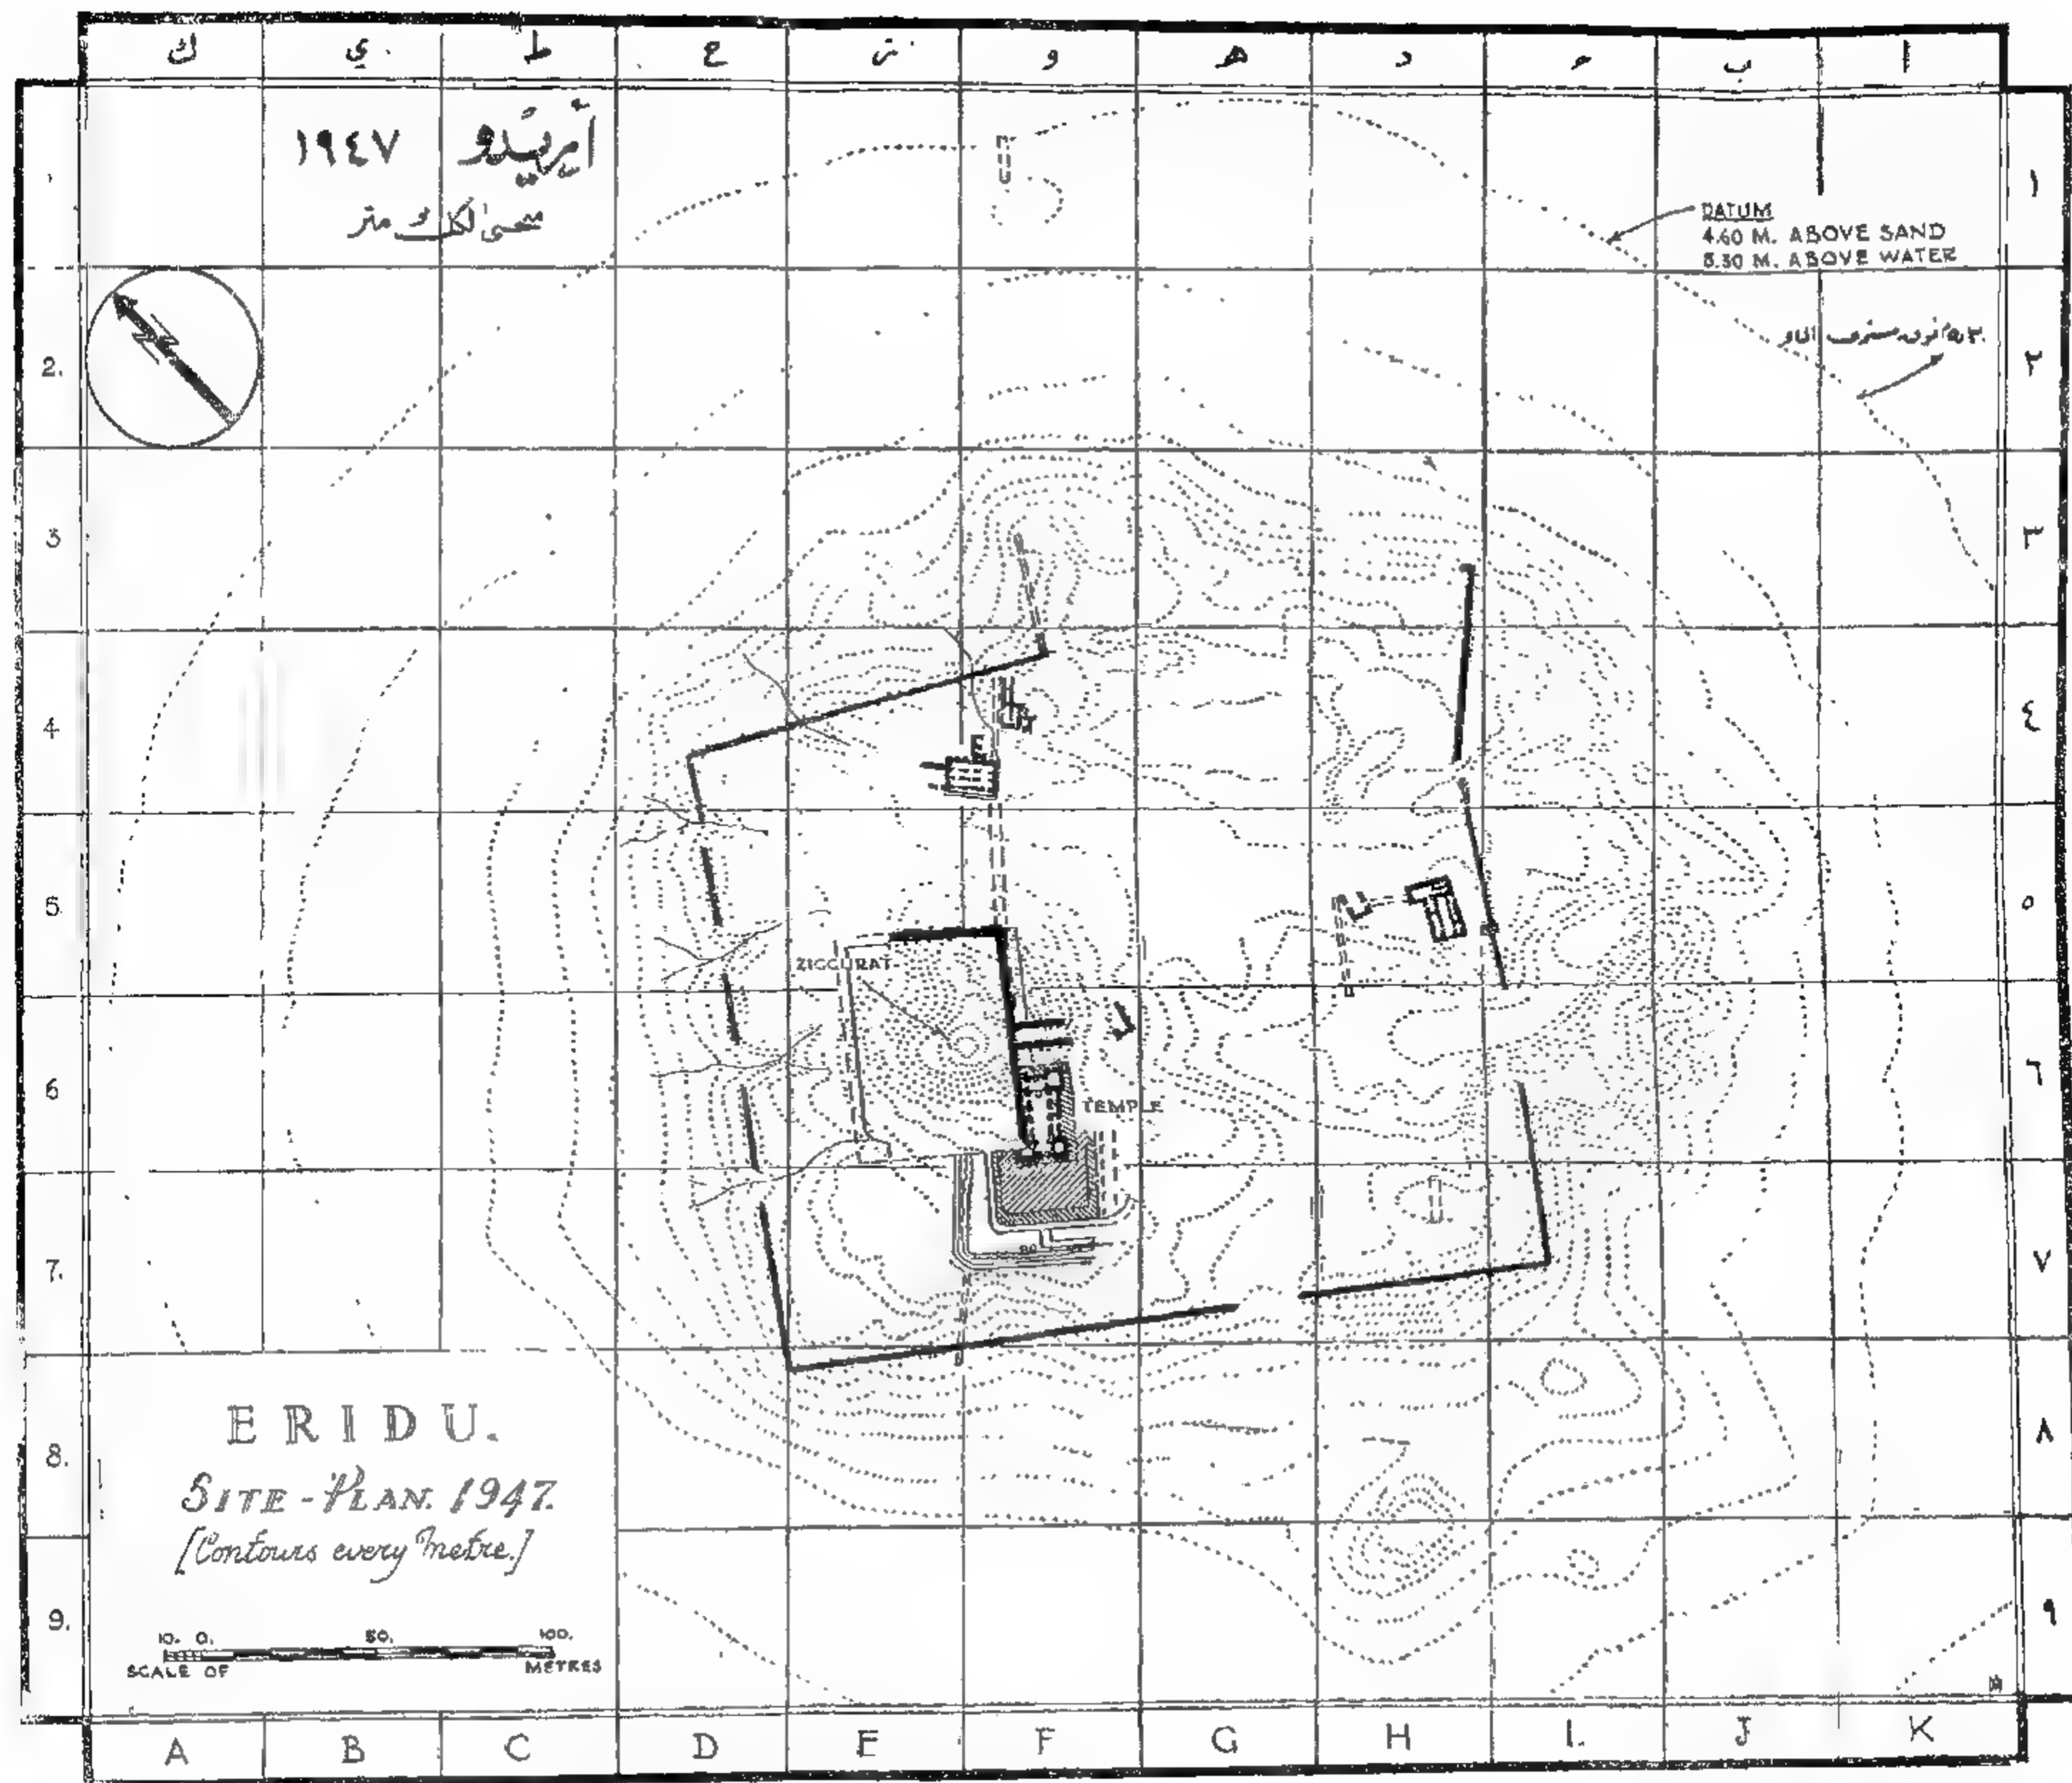 ك ي ط ح و هـ د ب ا
أريدو ١٩٤٧
متر
DATUM
4.60 M. ABOVE SAND
5.30 M. ABOVE WATER
1 ١
2. ٢
3 ٣
4. ٤
5. ٥
ZIGGURAT
6 ٦
TEMPLE
7. ٧
ERIDU.
8. ٨
SITE-PLAN. 1947.
[Contours every Metre.]
9. ٩
10. 0. 50. 100.
SCALE OF METRES
A B C D E F G H I. J K